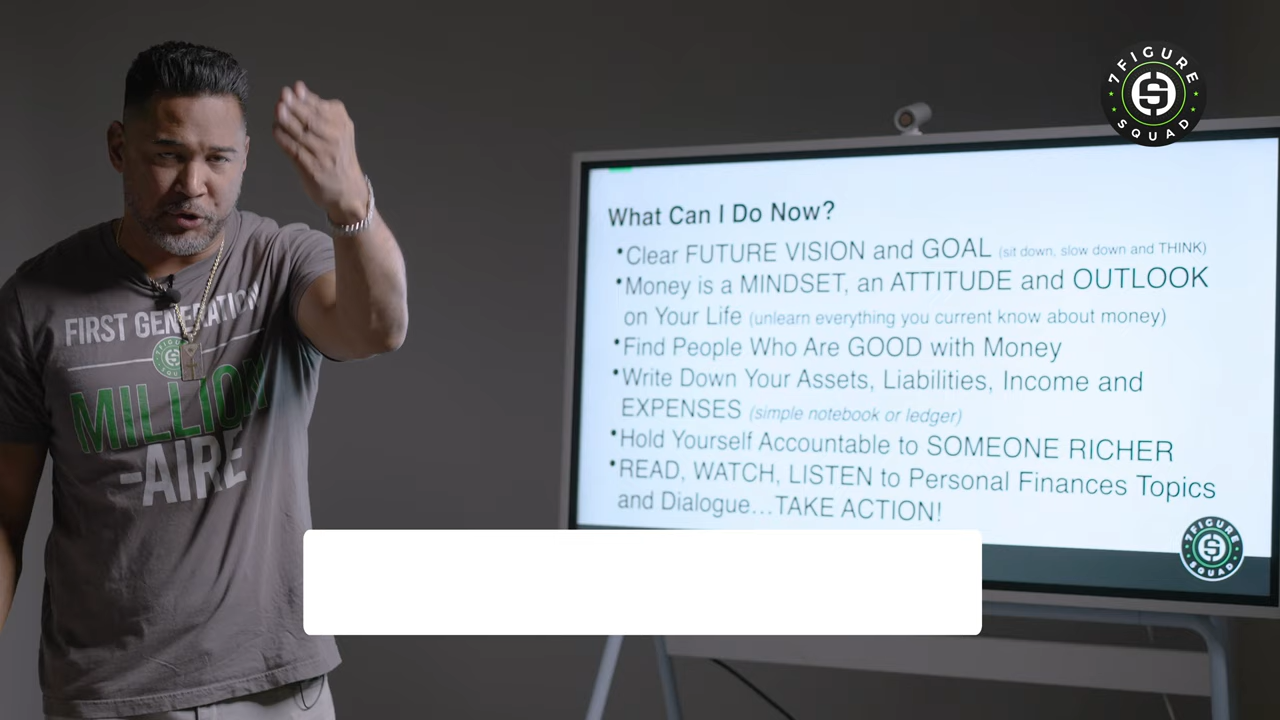 7FIGURE
SQUAD
What Can I Do Now?
•Clear FUTURE VISION and GOAL (sit down, slow down and THINK)
•Money is a MINDSET, an ATTITUDE and OUTLOOK
on Your Life (unlearn everything you current know about money)
•Find People Who Are GOOD with Money
•Write Down Your Assets, Liabilities, Income and
EXPENSES (simple notebook or ledger)
•Hold Yourself Accountable to SOMEONE RICHER
•READ, WATCH, LISTEN to Personal Finances Topics
and Dialogue...TAKE ACTION!
7FIGURE
SQUAD
FIRST GENERATION
MILLION
-AIRE